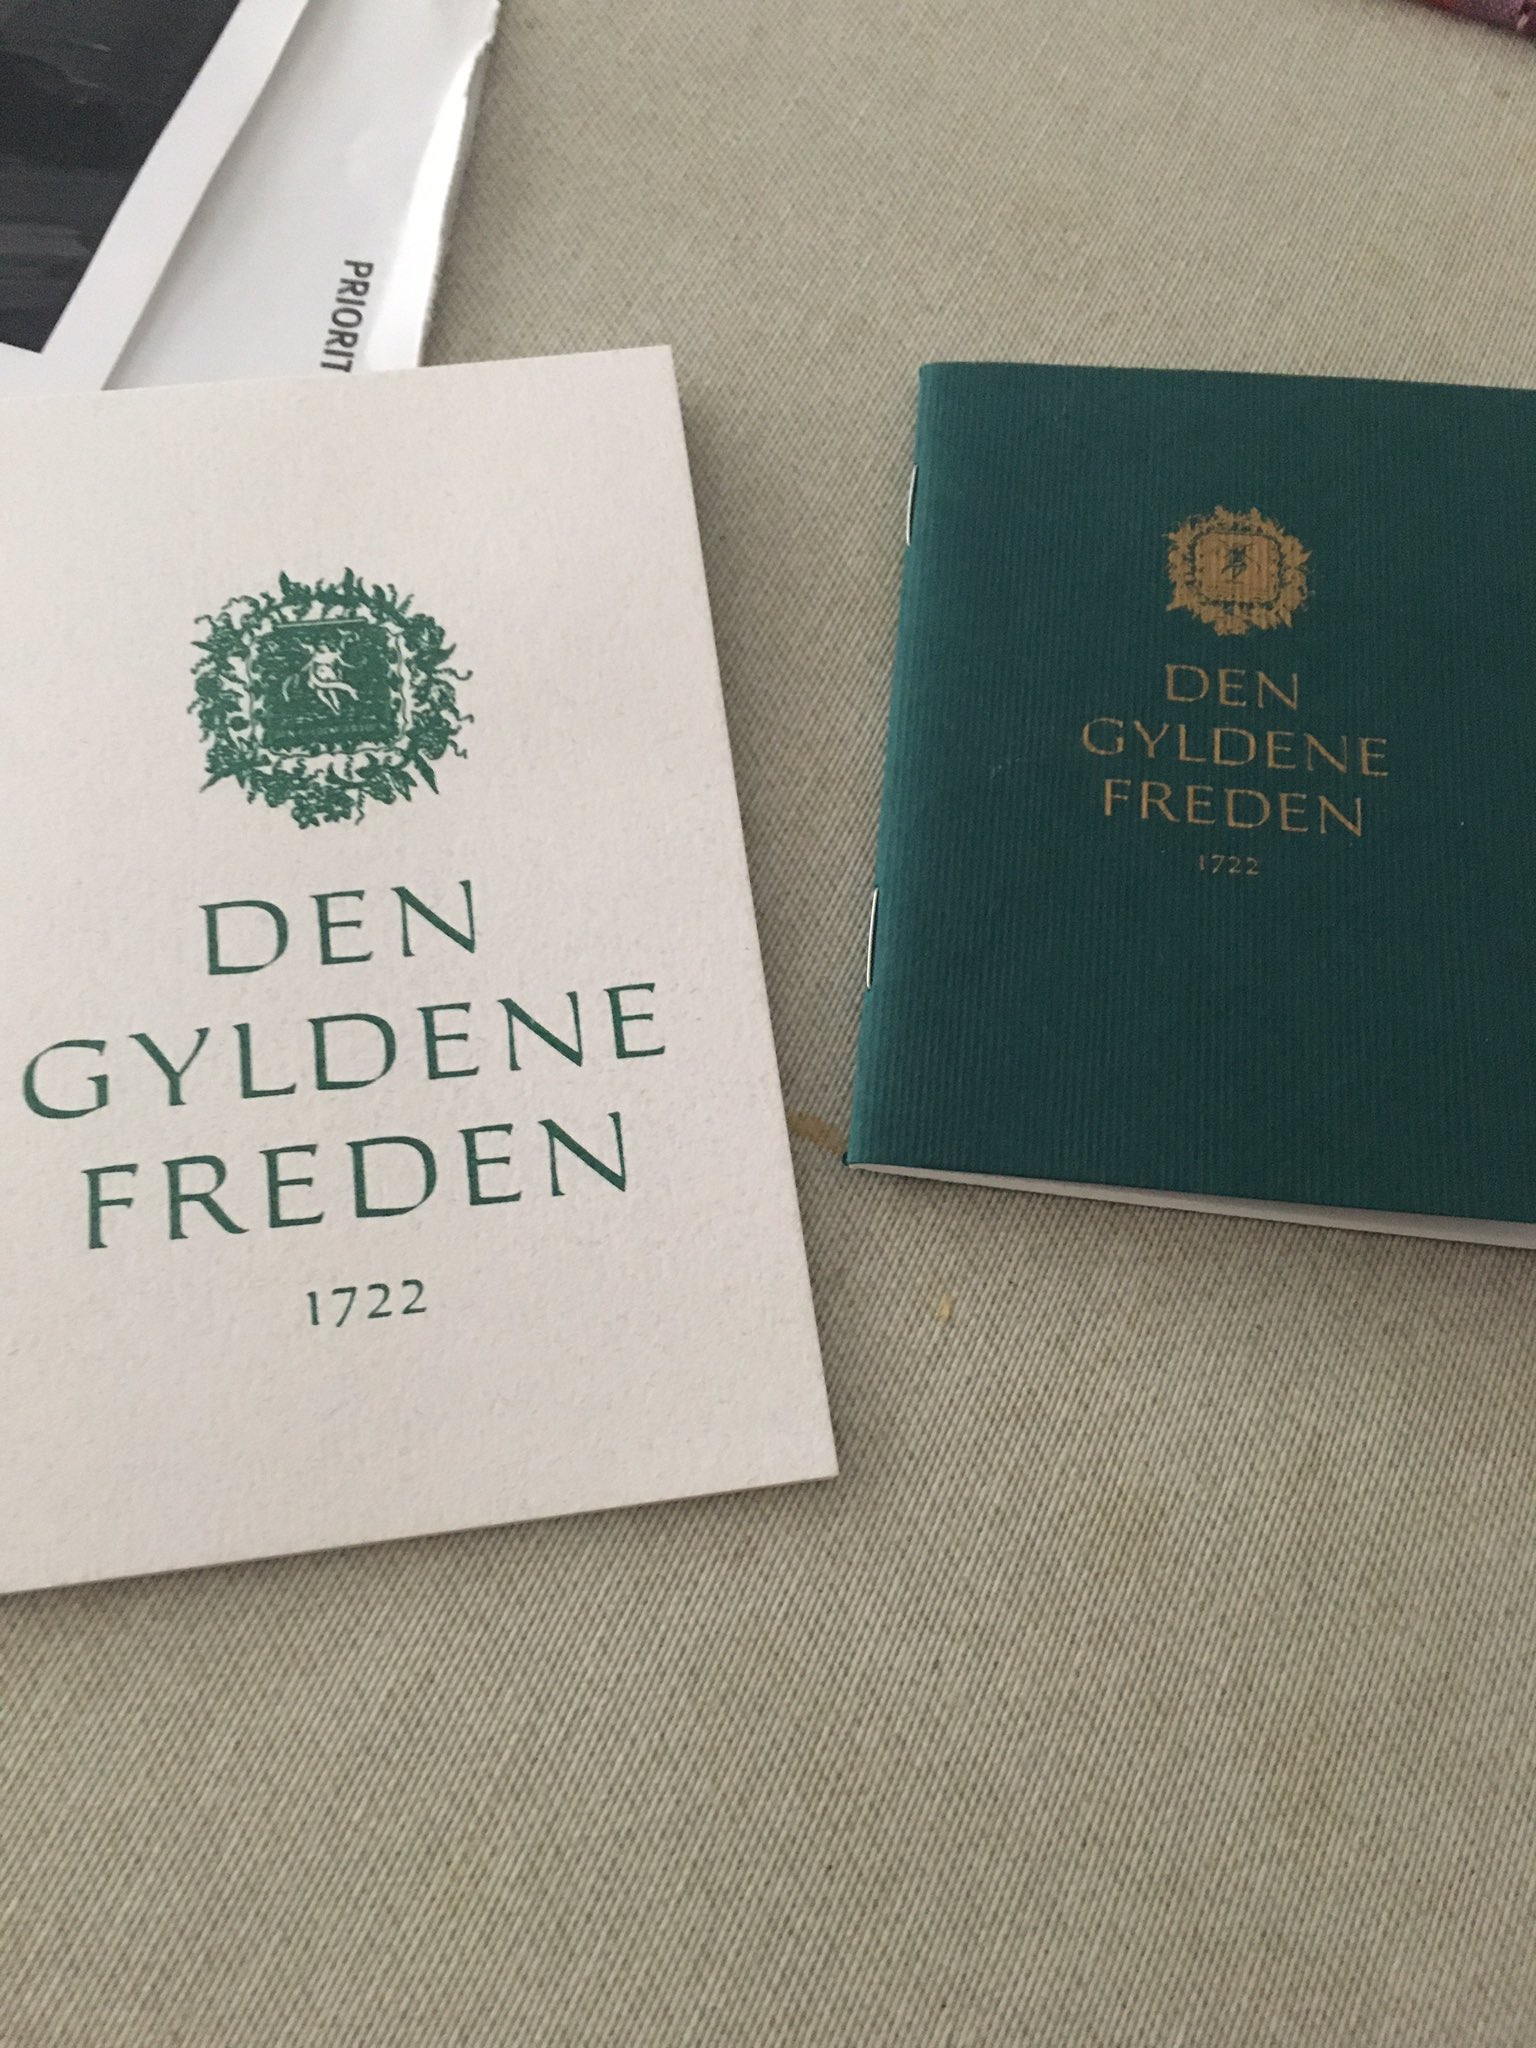 PRIORIT
DEN
GYLDENE
FREDEN
1722
DEN
GYLDENE
FREDEN
1722